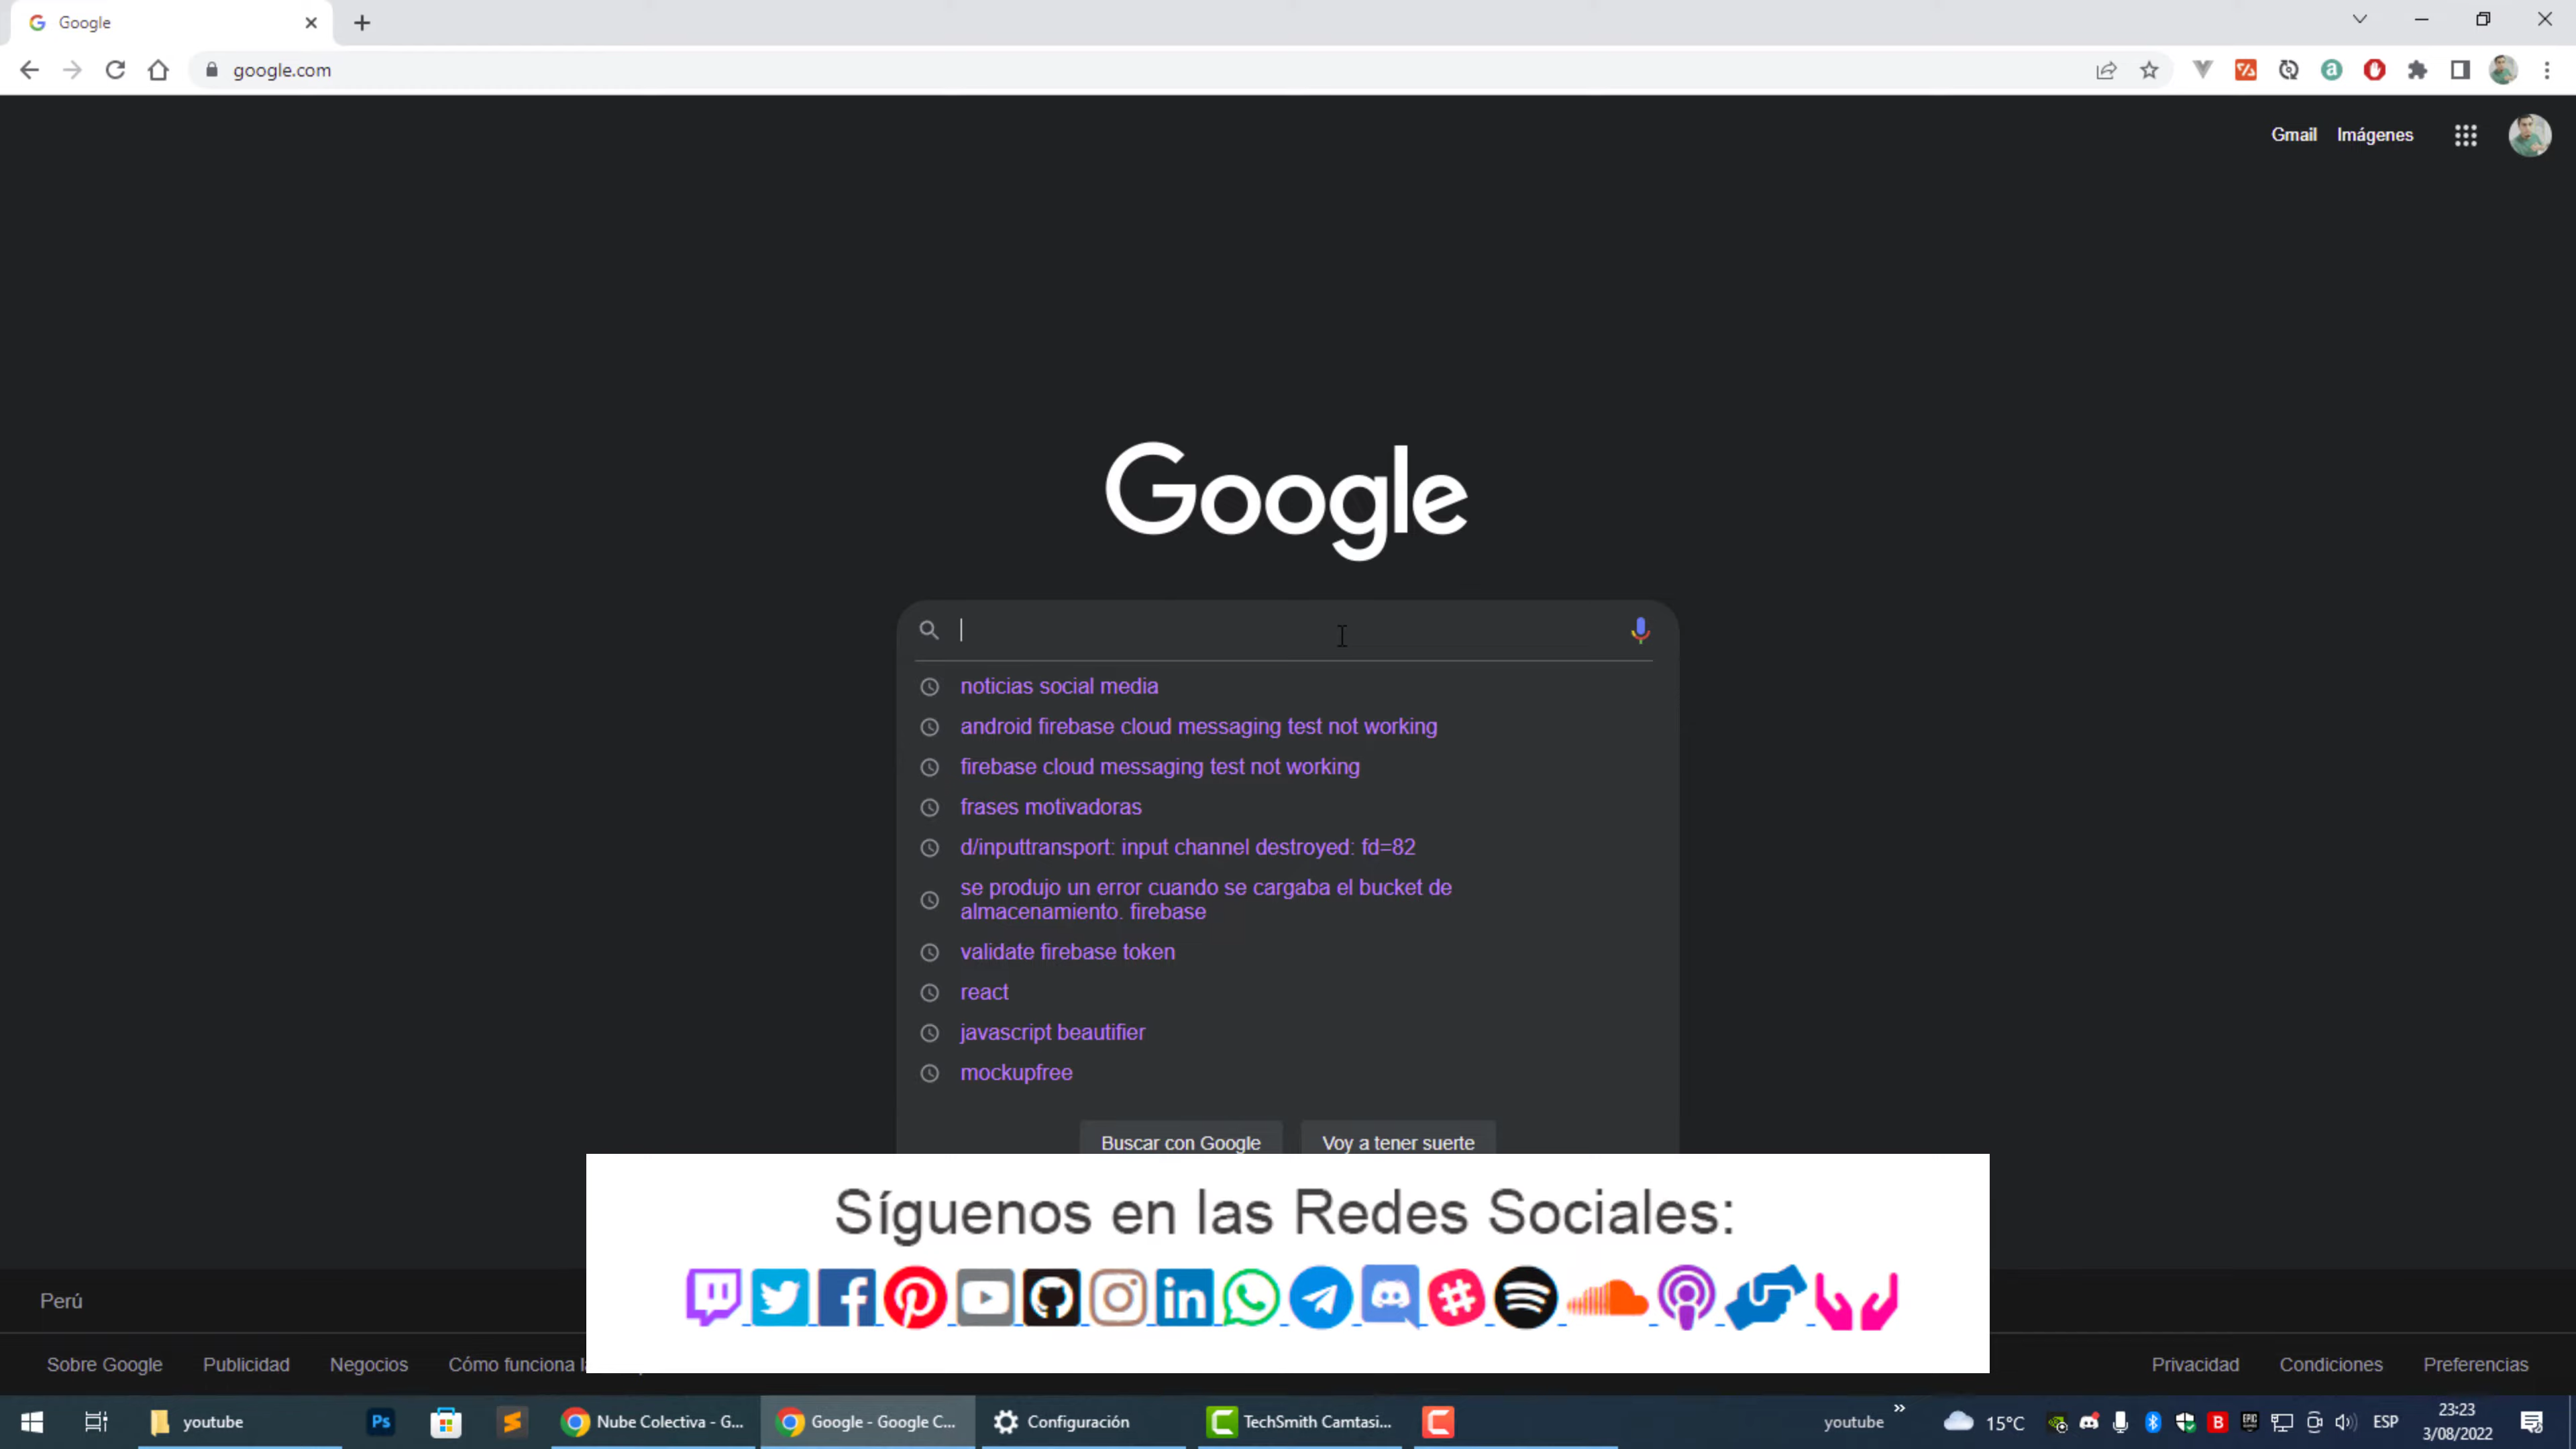 Google
google.com
Gmail Imágenes
Google
noticias social media
android firebase cloud messaging test not working
firebase cloud messaging test not working
frases motivadoras
d/inputtransport: input channel destroyed: fd=82
se produjo un error cuando se cargaba el bucket de
almacenamiento. firebase
validate firebase token
react
javascript beautifier
mockupfree
Buscar con Google Voy a tener suerte
Síguenos en las Redes Sociales:
Perú
Sobre Google Publicidad Negocios Cómo funciona Privacidad Condiciones Preferencias
youtube Ps Nube Colectiva - G... Google - Google C... Configuración TechSmith Camtasi... youtube 15°C ESP 23:23
3/08/2022